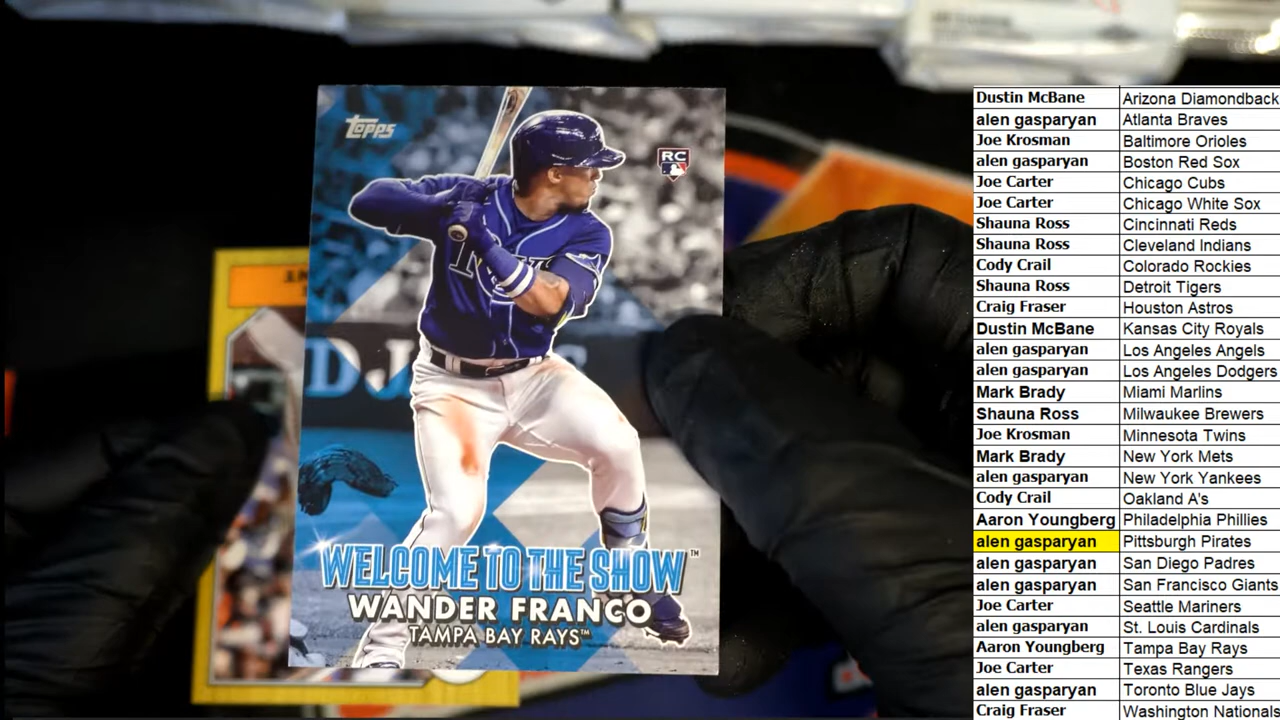 Topps
RC
DJ
WELCOME TO THE SHOW™
WANDER FRANCO
TAMPA BAY RAYS™
Dustin McBane Arizona Diamondback
alen gasparyan Atlanta Braves
Joe Krosman Baltimore Orioles
alen gasparyan Boston Red Sox
Joe Carter Chicago Cubs
Joe Carter Chicago White Sox
Shauna Ross Cincinnati Reds
Shauna Ross Cleveland Indians
Cody Crail Colorado Rockies
Shauna Ross Detroit Tigers
Craig Fraser Houston Astros
Dustin McBane Kansas City Royals
alen gasparyan Los Angeles Angels
alen gasparyan Los Angeles Dodgers
Mark Brady Miami Marlins
Shauna Ross Milwaukee Brewers
Joe Krosman Minnesota Twins
Mark Brady New York Mets
alen gasparyan New York Yankees
Cody Crail Oakland A's
Aaron Youngberg Philadelphia Phillies
alen gasparyan Pittsburgh Pirates
alen gasparyan San Diego Padres
alen gasparyan San Francisco Giants
Joe Carter Seattle Mariners
alen gasparyan St. Louis Cardinals
Aaron Youngberg Tampa Bay Rays
Joe Carter Texas Rangers
alen gasparyan Toronto Blue Jays
Craig Fraser Washington Nationals